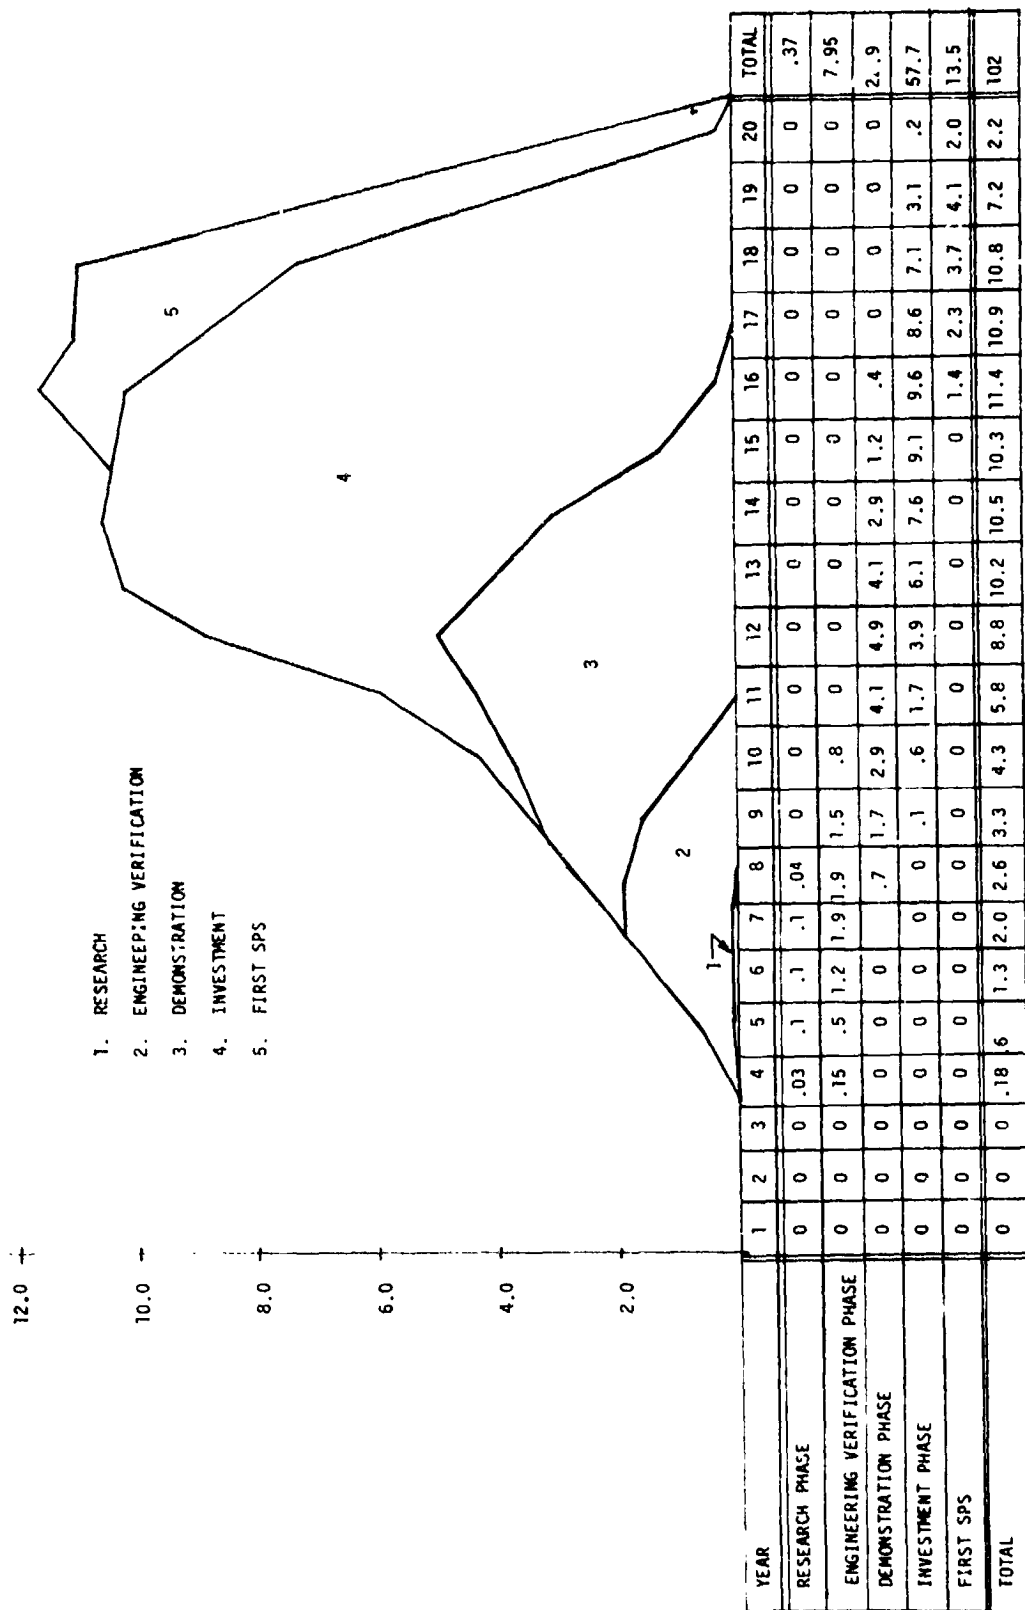 12.0
10.0
8.0
6.0
4.0
2.0
1. RESEARCH
2. ENGINEERING VERIFICATION
3. DEMONSTRATION
4. INVESTMENT
5. FIRST SPS
1
2
3
4
5
YEAR 1 2 3 4 5 6 7 8 9 10 11 12 13 14 15 16 17 18 19 20 TOTAL
RESEARCH PHASE 0 0 0 .03 .1 .1 .1 .04 0 0 0 0 0 0 0 0 0 0 0 0 .37
ENGINEERING VERIFICATION PHASE 0 0 0 .15 .5 1.2 1.9 1.9 1.5 .8 0 0 0 0 0 0 0 0 0 0 7.95
DEMONSTRATION PHASE 0 0 0 0 0 0 .7 1.7 2.9 4.1 4.9 4.1 2.9 1.2 .4 0 0 0 0
INVESTMENT PHASE 0 0 0 0 0 0 0 .1 .6 1.7 3.9 6.1 7.6 9.1 9.6 8.6 7.1 3.1 .2 57.7
FIRST SPS 0 0 0 0 0 0 0 0 0 0 0 0 0 0 1.4 2.3 3.7 4.1 2.0 13.5
TOTAL 0 0 0 .18 .6 1.3 2.0 2.6 3.3 4.3 5.8 8.8 10.2 10.5 10.3 11.4 10.9 10.8 7.2 2.2 102